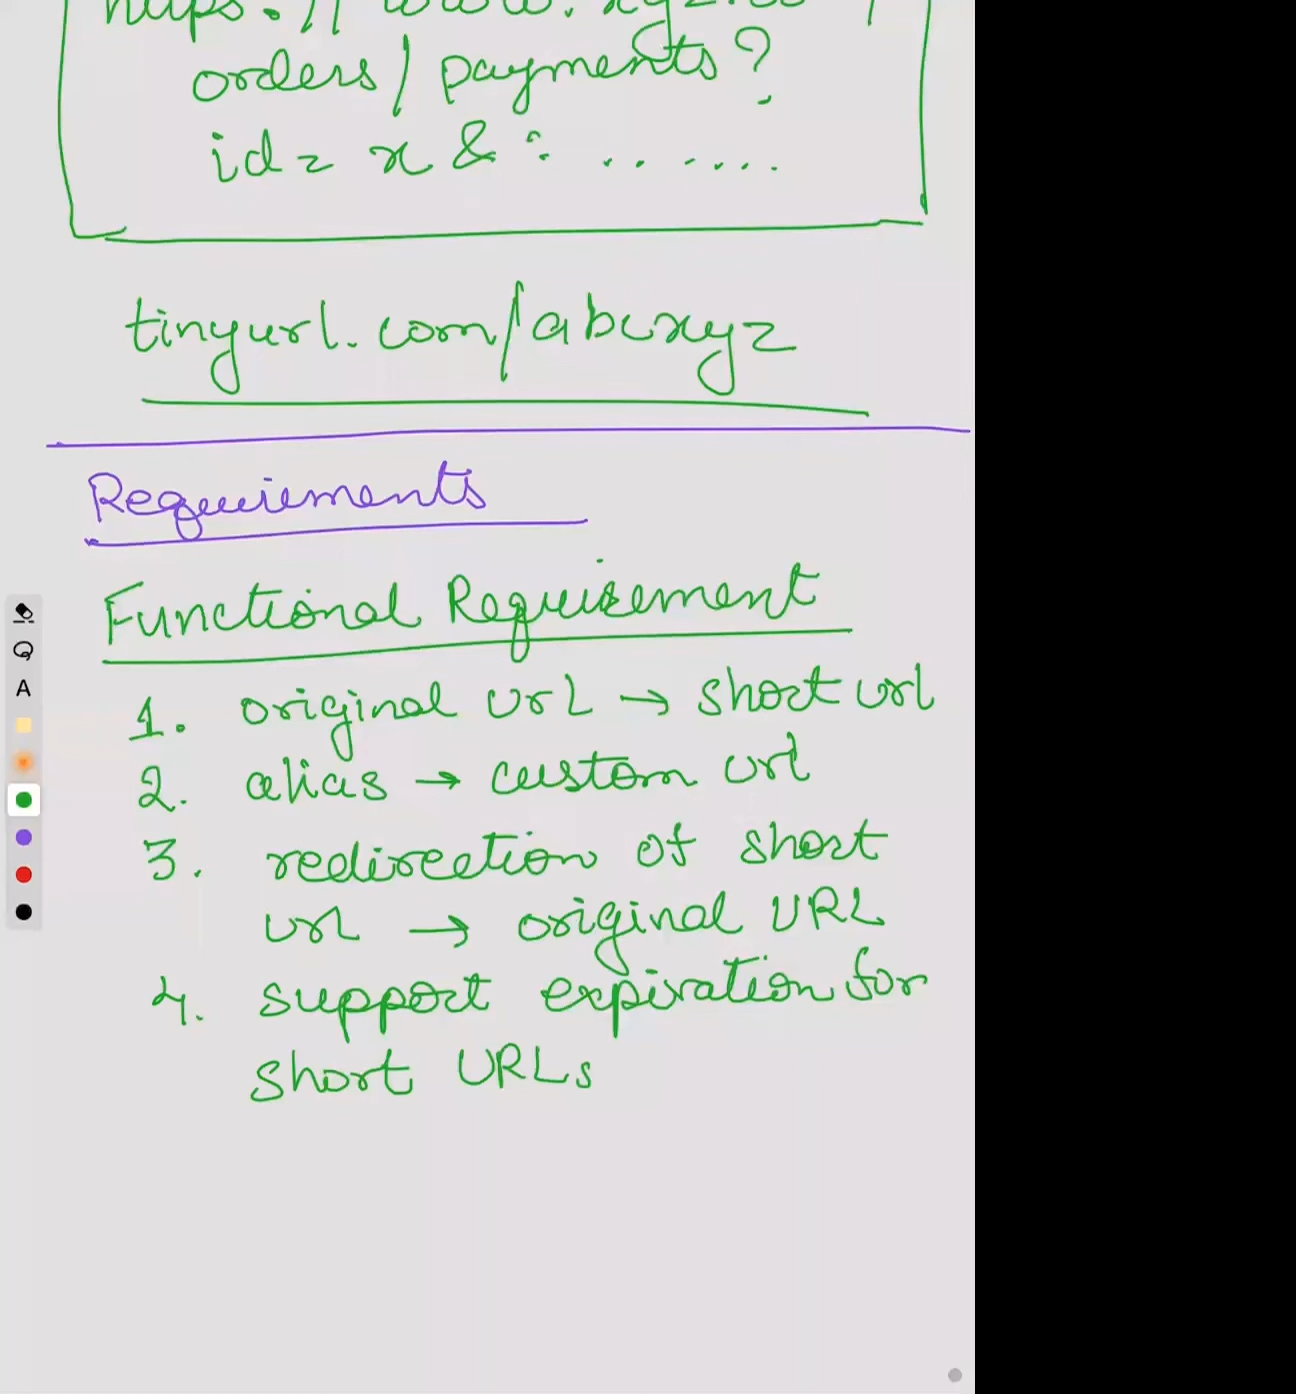 orders/payments?
id= x & : .. ....
tinyurl.com/abcxyz
Requirements
Functional Requirement
1. original Url → short url
2. alias → custom url
3. redirection of short
url → original URL
4. support expiration for
short URLs
A